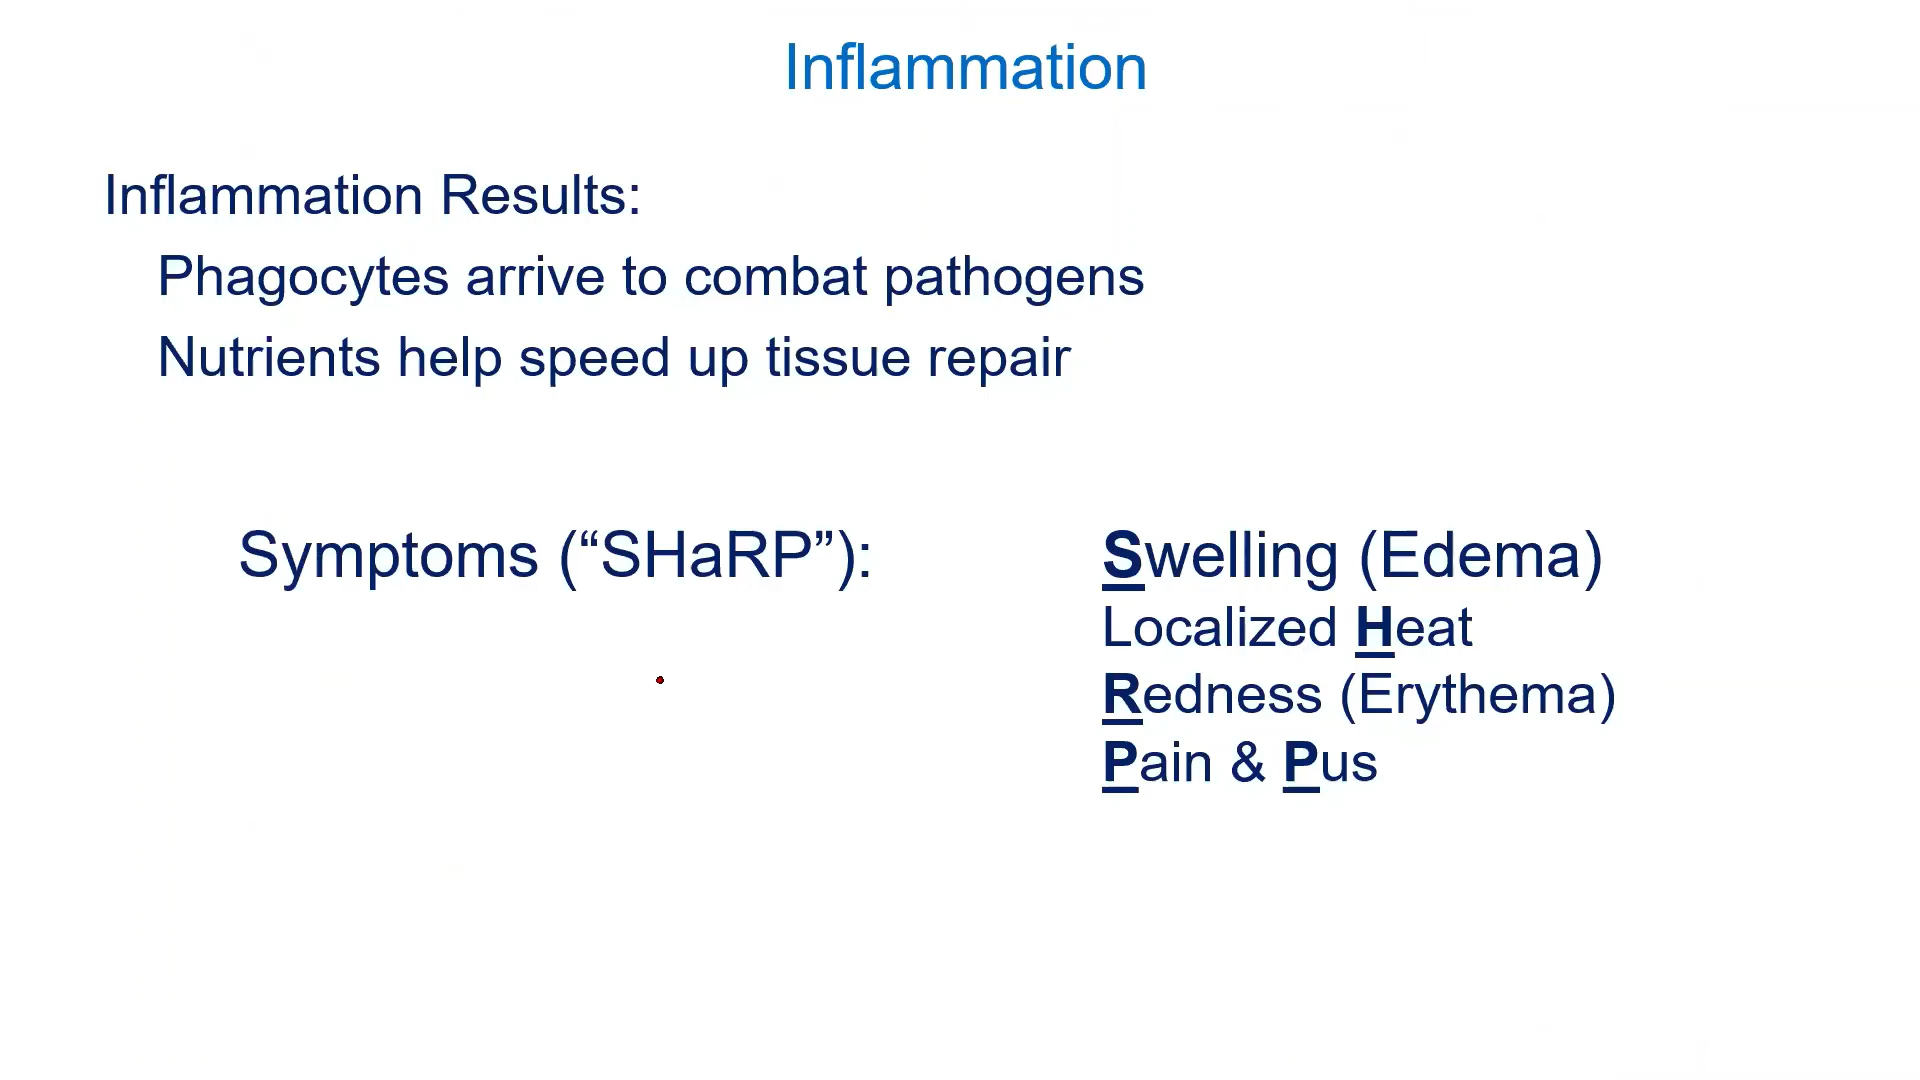 Inflammation
Inflammation Results:
Phagocytes arrive to combat pathogens
Nutrients help speed up tissue repair
Symptoms (“SHaRP”):
Swelling (Edema)
Localized Heat
Redness (Erythema)
Pain & Pus